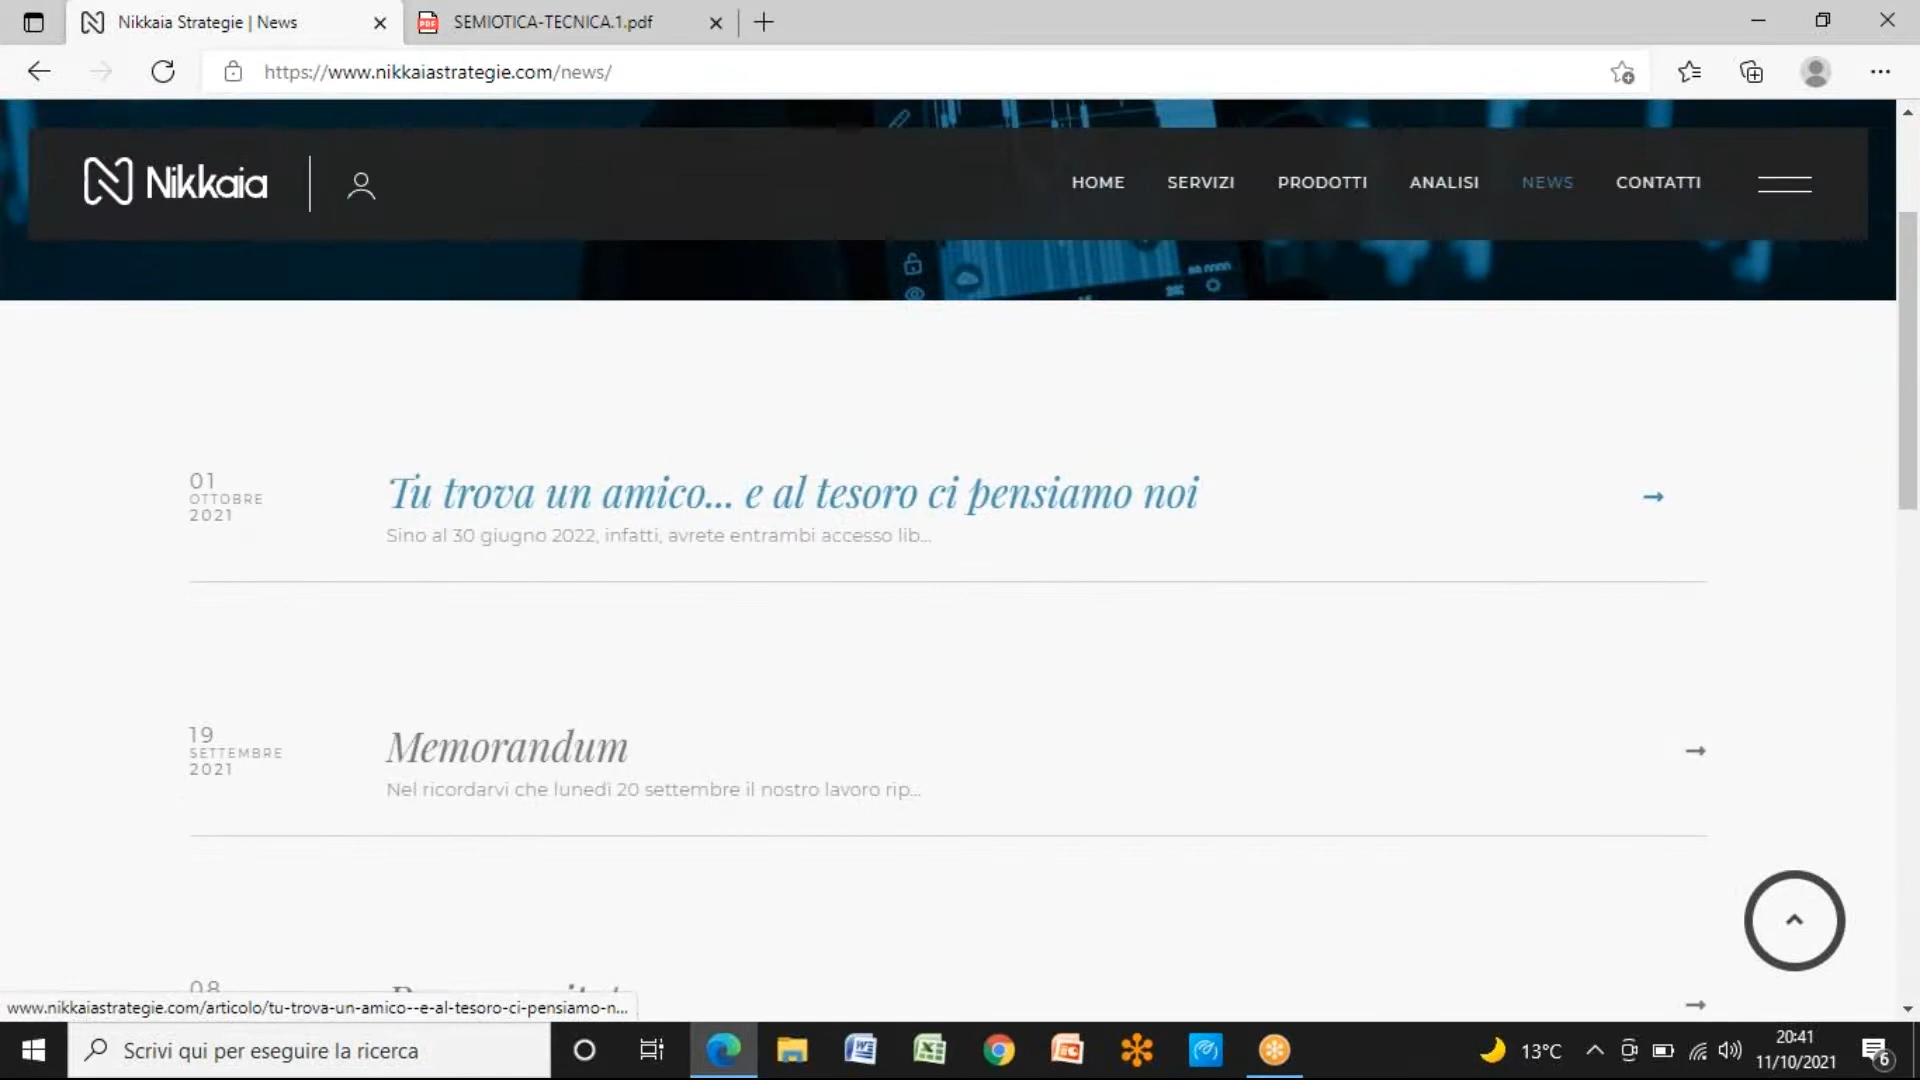 Nikkaia Strategie | News
SEMIOTICA-TECNICA.1.pdf
https://www.nikkaiastrategie.com/news/
Nikkaia
HOME SERVIZI PRODOTTI ANALISI NEWS CONTATTI
01
OTTOBRE
2021
Tu trova un amico... e al tesoro ci pensiamo noi
Sino al 30 giugno 2022, infatti, avrete entrambi accesso lib...
19
SETTEMBRE
2021
Memorandum
Nel ricordarvi che lunedì 20 settembre il nostro lavoro rip...
08
www.nikkaiastrategie.com/articolo/tu-trova-un-amico--e-al-tesoro-ci-pensiamo-n...
Scrivi qui per eseguire la ricerca
13°C
20:41
11/10/2021
6